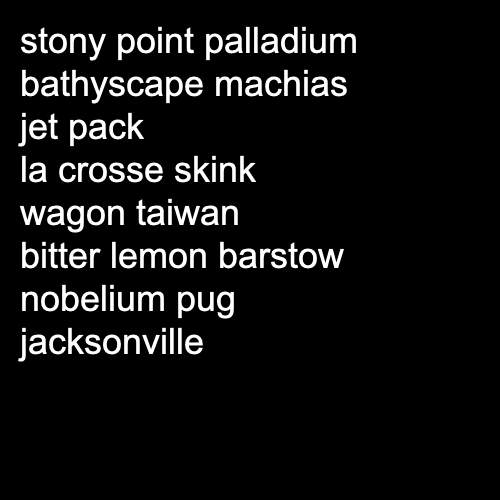 stony point palladium
bathyscape machias
jet pack
la crosse skink
wagon taiwan
bitter lemon barstow
nobelium pug
jacksonville